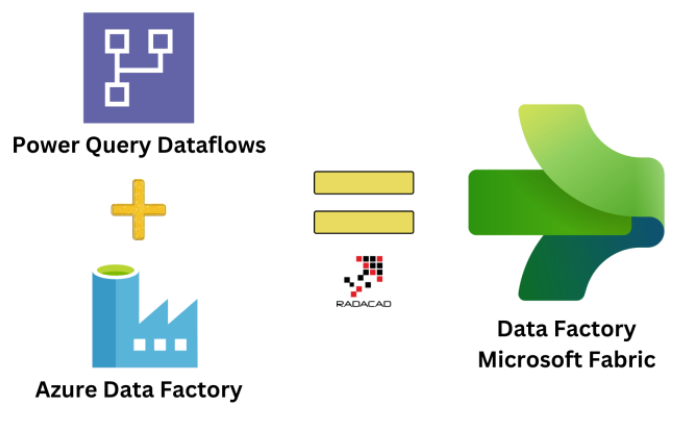 Power Query Dataflows
RADACAD
Azure Data Factory
Data Factory
Microsoft Fabric